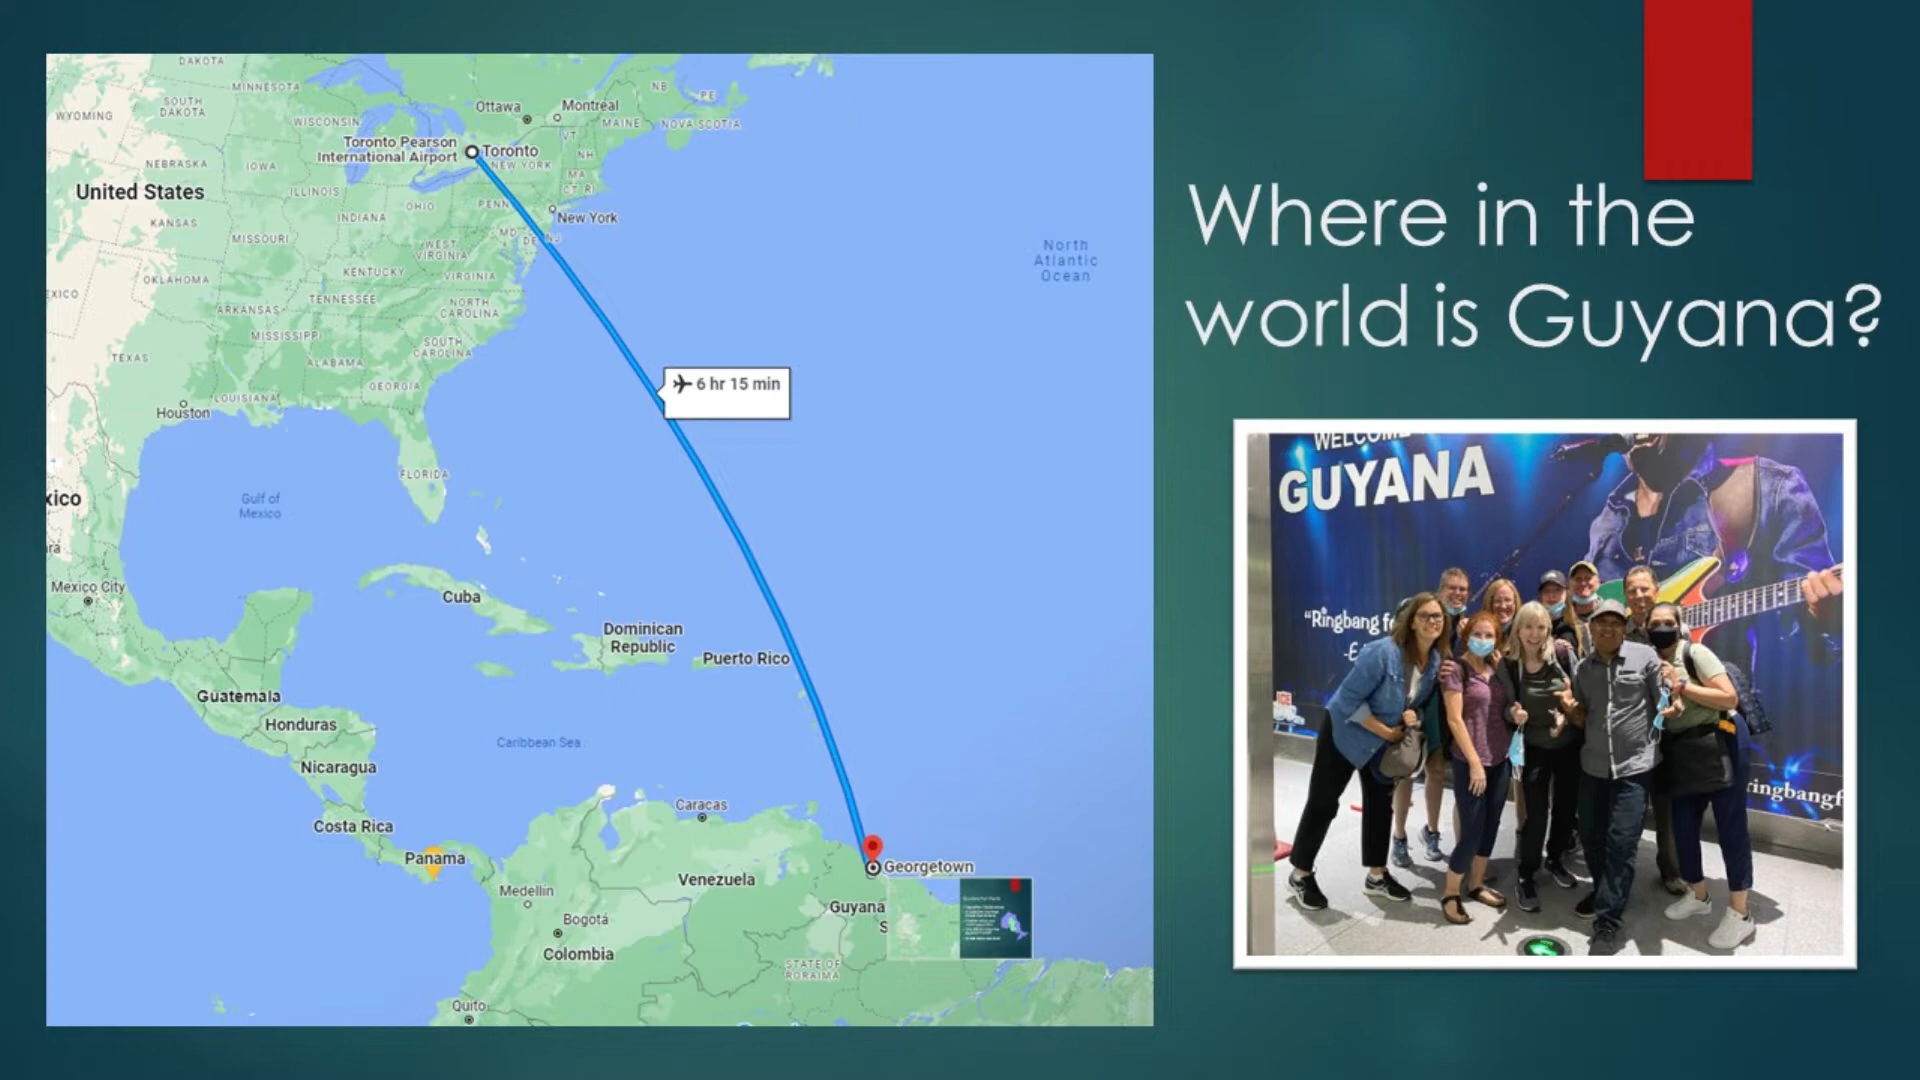 DAKOTA
MINNESOTA
NB
PE
WYOMING
SOUTH
DAKOTA
Ottawa
Montreal
WISCONSIN
MAINE
NOVA SCOTIA
VT
Toronto Pearson
International Airport
Toronto
NEW YORK
NH
NEBRASKA
IOWA
MA
CT RI
United States
ILLINOIS
OHIO
PENN
New York
KANSAS
INDIANA
MISSOURI
MD
DE
NJ
WEST
VIRGINIA
North
Atlantic
Ocean
OKLAHOMA
KENTUCKY
VIRGINIA
EXICO
TENNESSEE
NORTH
CAROLINA
ARKANSAS
MISSISSIPPI
SOUTH
CAROLINA
TEXAS
ALABAMA
GEORGIA
6 hr 15 min
LOUISIANA
Houston
FLORIDA
xico
Gulf of
Mexico
ara
Mexico City
Cuba
Dominican
Republic
Puerto Rico
Guatemala
Honduras
Caribbean Sea
Nicaragua
Caracas
Costa Rica
Panama
Georgetown
Venezuela
Medellin
Guyana
Bogotá
S
Colombia
STATE OF
RORAIMA
Quito
Where in the
world is Guyana?
WELCOME
GUYANA
"Ringbang f
-E
ICE
ringbangf